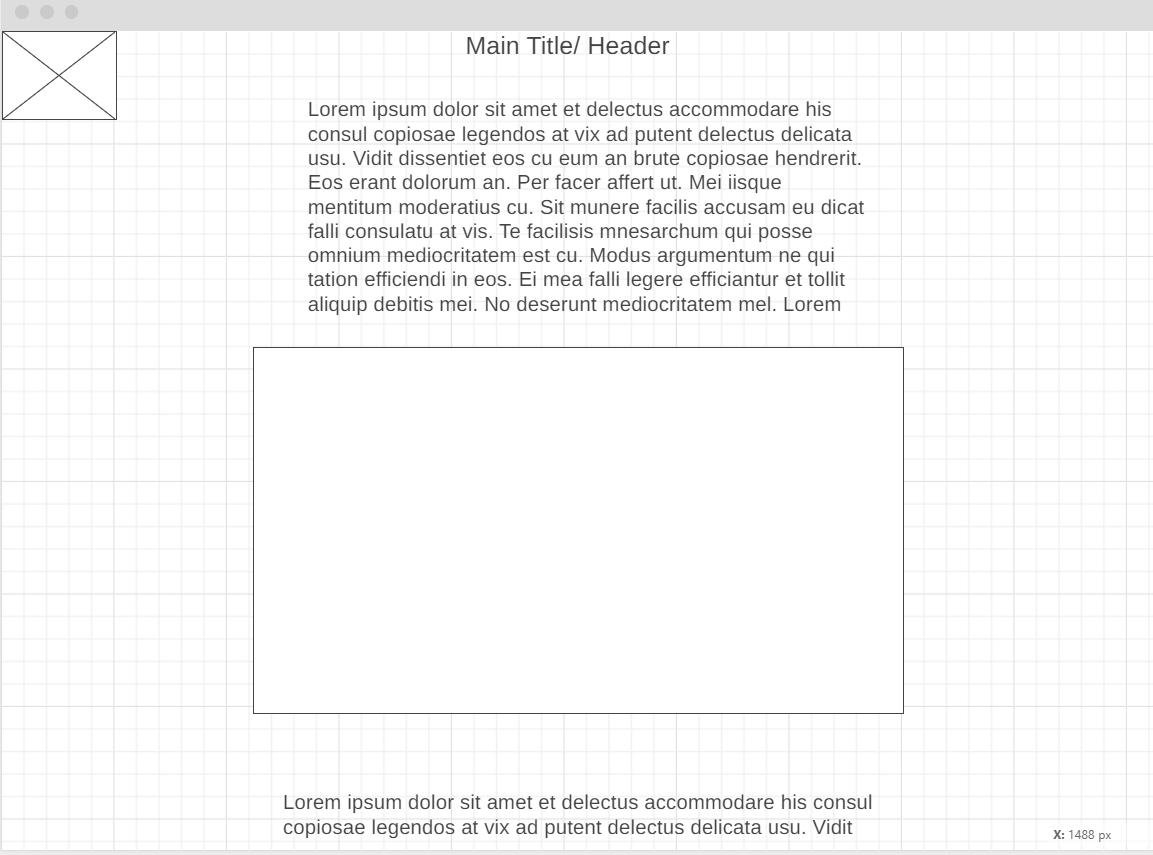 Main Title/ Header
Lorem ipsum dolor sit amet et delectus accommodare his
consul copiosae legendos at vix ad putent delectus delicata
usu. Vidit dissentiet eos cu eum an brute copiosae hendrerit.
Eos erant dolorum an. Per facer affert ut. Mei iisque
mentitum moderatius cu. Sit munere facilis accusam eu dicat
falli consulatu at vis. Te facilisis mnesarchum qui posse
omnium mediocritatem est cu. Modus argumentum ne qui
tation efficiendi in eos. Ei mea falli legere efficiantur et tollit
aliquip debitis mei. No deserunt mediocritatem mel. Lorem
Lorem ipsum dolor sit amet et delectus accommodare his consul
copiosae legendos at vix ad putent delectus delicata usu. Vidit
X: 1488 px